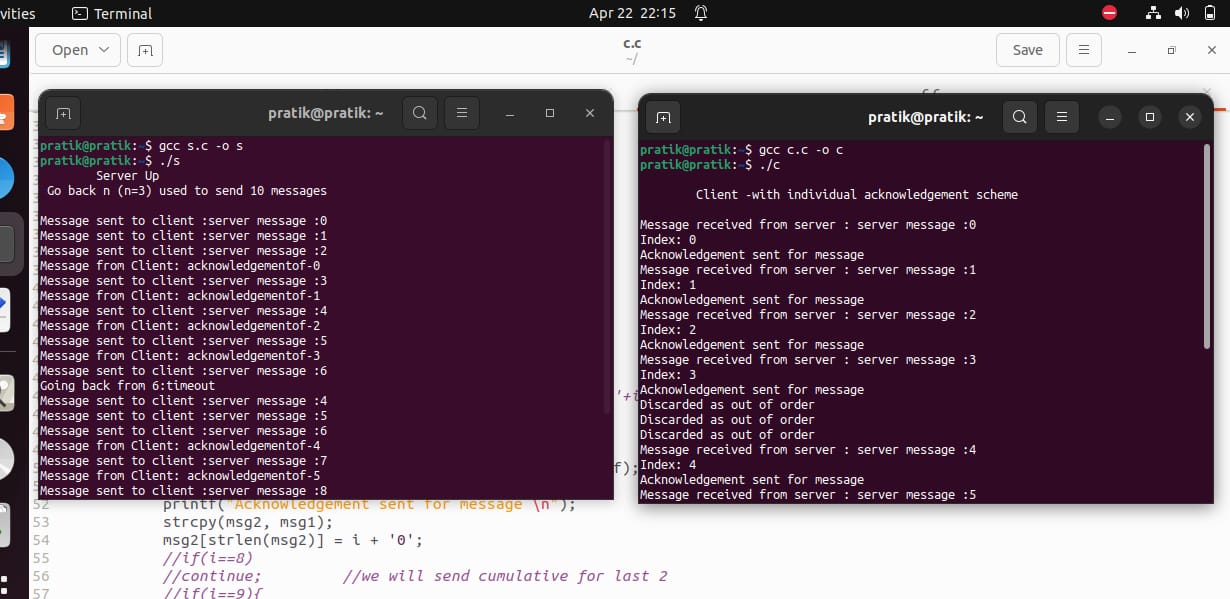 vities
Terminal
Apr 22 22:15
Open
c.c
~/
Save
pratik@pratik: ~
pratik@pratik:~$ gcc s.c -o s
pratik@pratik:~$ ./s
Server Up
Go back n (n=3) used to send 10 messages
Message sent to client :server message :0
Message sent to client :server message :1
Message sent to client :server message :2
Message from Client: acknowledgementof-0
Message sent to client :server message :3
Message from Client: acknowledgementof-1
Message sent to client :server message :4
Message from Client: acknowledgementof-2
Message sent to client :server message :5
Message from Client: acknowledgementof-3
Message sent to client :server message :6
Going back from 6:timeout
Message sent to client :server message :4
Message sent to client :server message :5
Message sent to client :server message :6
Message from Client: acknowledgementof-4
Message sent to client :server message :7
Message from Client: acknowledgementof-5
Message sent to client :server message :8
pratik@pratik: ~
pratik@pratik:~$ gcc c.c -o c
pratik@pratik:~$ ./c
Client -with individual acknowledgement scheme
Message received from server : server message :0
Index: 0
Acknowledgement sent for message
Message received from server : server message :1
Index: 1
Acknowledgement sent for message
Message received from server : server message :2
Index: 2
Acknowledgement sent for message
Message received from server : server message :3
Index: 3
Acknowledgement sent for message
Discarded as out of order
Discarded as out of order
Discarded as out of order
Message received from server : server message :4
Index: 4
Acknowledgement sent for message
Message received from server : server message :5
f);
52 printf("Acknowledgement sent for message \n");
53 strcpy(msg2, msg1);
54 msg2[strlen(msg2)] = i + '0';
55 //if(i==8)
56 //continue; //we will send cumulative for last 2
57 //if(i==9){